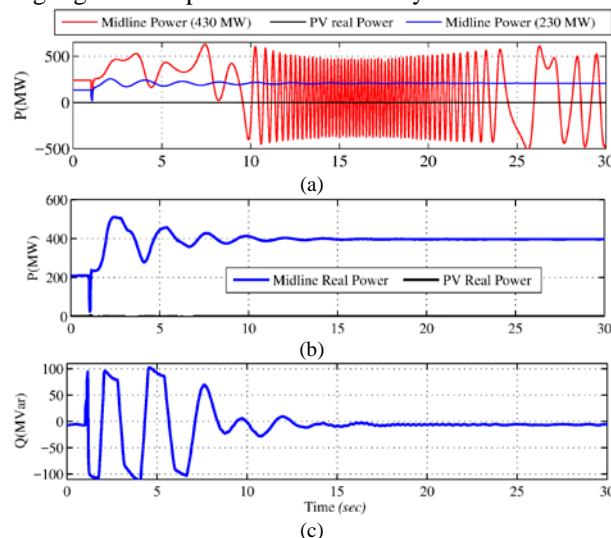 Midline Power (430 MW) PV real Power Midline Power (230 MW)
P(MW)
500
0
−500
0 5 10 15 20 25 30
(a)
P(MW)
600
400
200
0
Midline Real Power PV Real Power
0 5 10 15 20 25 30
(b)
Q(MVar)
100
50
0
−50
−100
0 5 10 15 20 25 30
Time (sec)
(c)